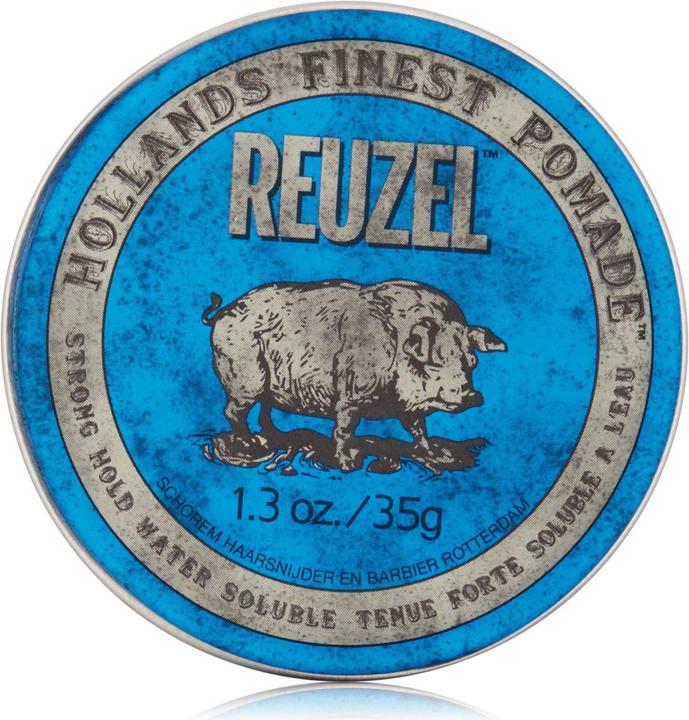 HOLLANDS FINEST POMADE™
REUZEL™
1.3 oz./35g
SCHOREM HAARSNIJDER EN BARBIER ROTTERDAM
STRONG HOLD WATER SOLUBLE TENUE FORTE SOLUBLE A L'EAU